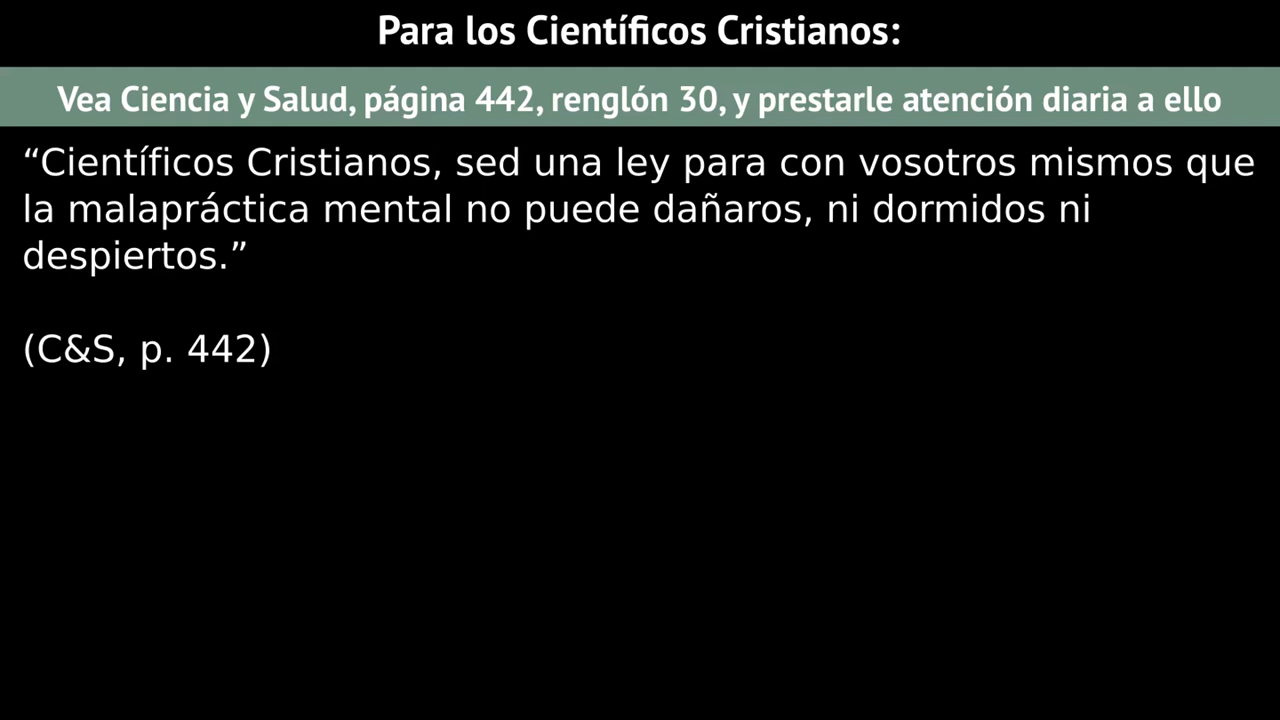 Para los Científicos Cristianos:
Vea Ciencia y Salud, página 442, renglón 30, y prestarle atención diaria a ello
“Científicos Cristianos, sed una ley para con vosotros mismos que
la malapráctica mental no puede dañaros, ni dormidos ni
despiertos.”
(C&S, p. 442)